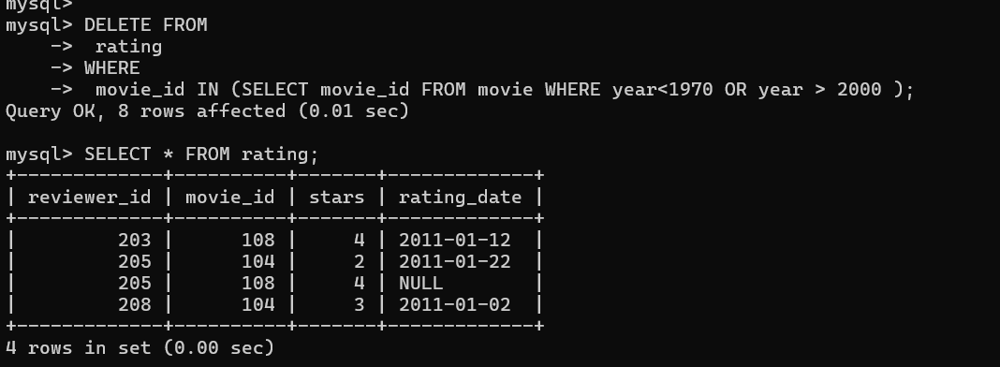 mysql>
mysql> DELETE FROM
    ->  rating
    -> WHERE
    ->  movie_id IN (SELECT movie_id FROM movie WHERE year<1970 OR year > 2000 );
Query OK, 8 rows affected (0.01 sec)

mysql> SELECT * FROM rating;
+-------------+----------+-------+-------------+
| reviewer_id | movie_id | stars | rating_date |
+-------------+----------+-------+-------------+
|         203 |      108 |     4 | 2011-01-12  |
|         205 |      104 |     2 | 2011-01-22  |
|         205 |      108 |     4 | NULL        |
|         208 |      104 |     3 | 2011-01-02  |
+-------------+----------+-------+-------------+
4 rows in set (0.00 sec)